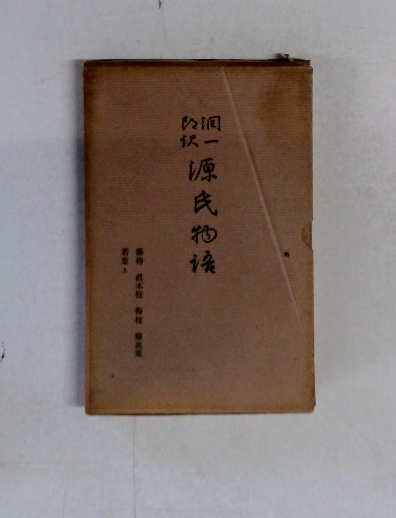 潤一
郎訳
源氏物語
藤袴 眞木柱 梅枝 藤裏葉
若菜 上